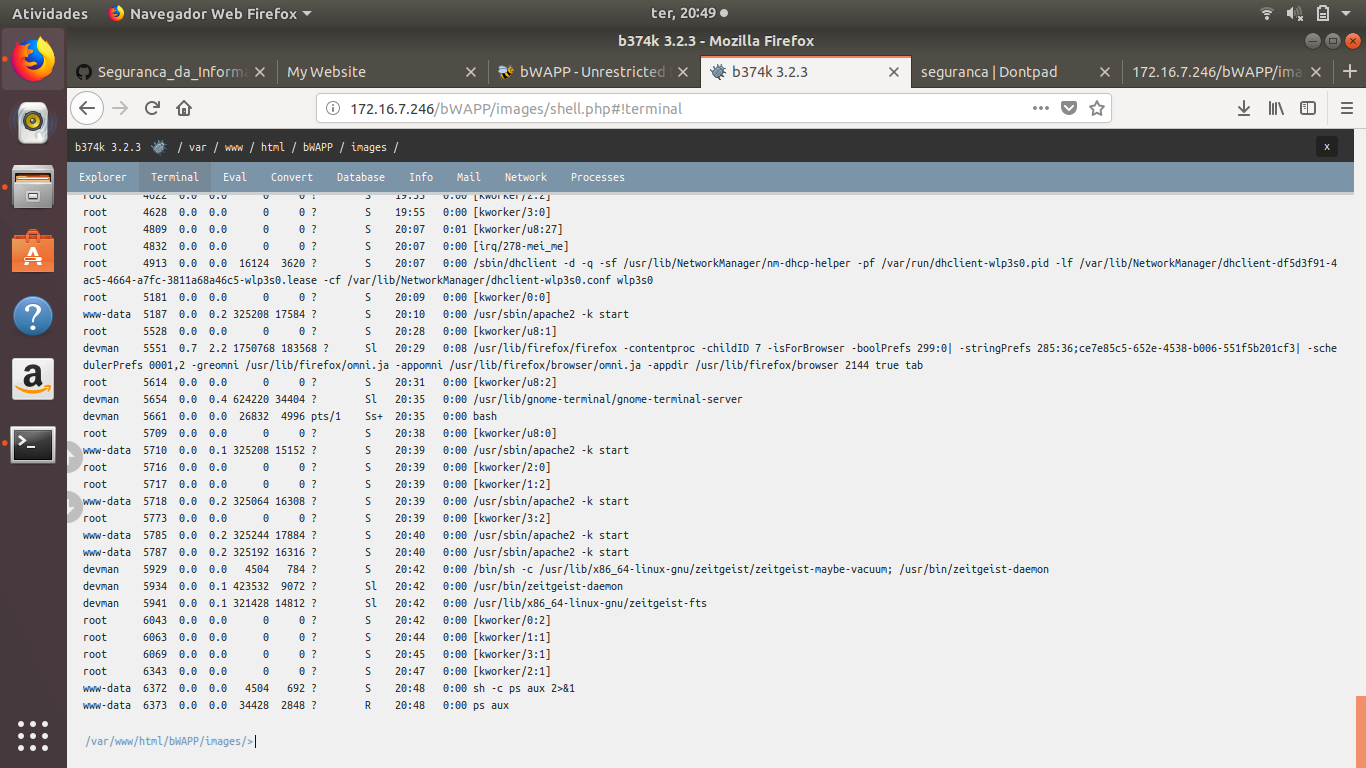 Atividades Navegador Web Firefox ter, 20:49
b374k 3.2.3 - Mozilla Firefox
Seguranca_da_Informa My Website bWAPP - Unrestricted b374k 3.2.3 seguranca | Dontpad 172.16.7.246/bWAPP/ima
172.16.7.246/bWAPP/images/shell.php#!terminal
b374k 3.2.3 / var / www / html / bWAPP / images / x
Explorer Terminal Eval Convert Database Info Mail Network Processes
root 4622 0.0 0.0 0 0 ? S 19:55 0:00 [kworker/2:2]
root 4628 0.0 0.0 0 0 ? S 19:55 0:00 [kworker/3:0]
root 4809 0.0 0.0 0 0 ? S 20:07 0:01 [kworker/u8:27]
root 4832 0.0 0.0 0 0 ? S 20:07 0:00 [irq/278-mei_me]
root 4913 0.0 0.0 16124 3620 ? S 20:07 0:00 /sbin/dhclient -d -q -sf /usr/lib/NetworkManager/nm-dhcp-helper -pf /var/run/dhclient-wlp3s0.pid -lf /var/lib/NetworkManager/dhclient-df5d3f91-4
ac5-4664-a7fc-3811a68a46c5-wlp3s0.lease -cf /var/lib/NetworkManager/dhclient-wlp3s0.conf wlp3s0
root 5181 0.0 0.0 0 0 ? S 20:09 0:00 [kworker/0:0]
www-data 5187 0.0 0.2 325208 17584 ? S 20:10 0:00 /usr/sbin/apache2 -k start
root 5528 0.0 0.0 0 0 ? S 20:28 0:00 [kworker/u8:1]
devman 5551 0.7 2.2 1750768 183568 ? Sl 20:29 0:08 /usr/lib/firefox/firefox -contentproc -childID 7 -isForBrowser -boolPrefs 299:0| -stringPrefs 285:36;ce7e85c5-652e-4538-b006-551f5b201cf3| -sche
dulerPrefs 0001,2 -greomni /usr/lib/firefox/omni.ja -appomni /usr/lib/firefox/browser/omni.ja -appdir /usr/lib/firefox/browser 2144 true tab
root 5614 0.0 0.0 0 0 ? S 20:31 0:00 [kworker/u8:2]
devman 5654 0.0 0.4 624220 34404 ? Sl 20:35 0:00 /usr/lib/gnome-terminal/gnome-terminal-server
devman 5661 0.0 0.0 26832 4996 pts/1 Ss+ 20:35 0:00 bash
root 5709 0.0 0.0 0 0 ? S 20:38 0:00 [kworker/u8:0]
www-data 5710 0.0 0.1 325208 15152 ? S 20:39 0:00 /usr/sbin/apache2 -k start
root 5716 0.0 0.0 0 0 ? S 20:39 0:00 [kworker/2:0]
root 5717 0.0 0.0 0 0 ? S 20:39 0:00 [kworker/1:2]
www-data 5718 0.0 0.2 325064 16308 ? S 20:39 0:00 /usr/sbin/apache2 -k start
root 5773 0.0 0.0 0 0 ? S 20:39 0:00 [kworker/3:2]
www-data 5785 0.0 0.2 325244 17884 ? S 20:40 0:00 /usr/sbin/apache2 -k start
www-data 5787 0.0 0.2 325192 16316 ? S 20:40 0:00 /usr/sbin/apache2 -k start
devman 5929 0.0 0.0 4504 784 ? S 20:42 0:00 /bin/sh -c /usr/lib/x86_64-linux-gnu/zeitgeist/zeitgeist-maybe-vacuum; /usr/bin/zeitgeist-daemon
devman 5934 0.0 0.1 423532 9072 ? Sl 20:42 0:00 /usr/bin/zeitgeist-daemon
devman 5941 0.0 0.1 321428 14812 ? Sl 20:42 0:00 /usr/lib/x86_64-linux-gnu/zeitgeist-fts
root 6043 0.0 0.0 0 0 ? S 20:42 0:00 [kworker/0:2]
root 6063 0.0 0.0 0 0 ? S 20:44 0:00 [kworker/1:1]
root 6069 0.0 0.0 0 0 ? S 20:45 0:00 [kworker/3:1]
root 6343 0.0 0.0 0 0 ? S 20:47 0:00 [kworker/2:1]
www-data 6372 0.0 0.0 4504 692 ? S 20:48 0:00 sh -c ps aux 2>&1
www-data 6373 0.0 0.0 34428 2848 ? R 20:48 0:00 ps aux
/var/www/html/bWAPP/images/>